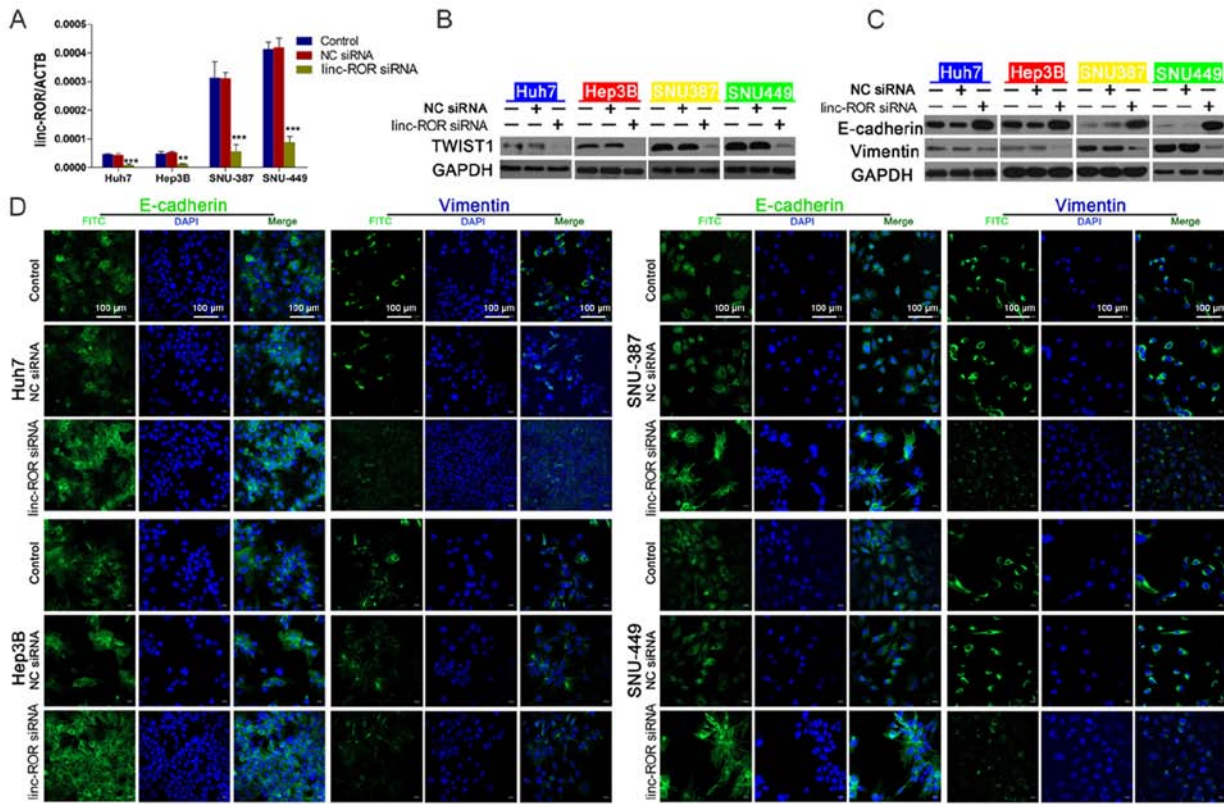 A
linc-ROR/ACTB
0.0005
0.0004
0.0003
0.0002
0.0001
0.0000
Control
NC siRNA
linc-ROR siRNA
***
**
***
***
Huh7 Hep3B SNU-387 SNU-449
B
Huh7 Hep3B SNU387 SNU449
NC siRNA — + — — + — — + — — + —
linc-ROR siRNA — — + — — + — — + — — +
TWIST1
GAPDH
C
Huh7 Hep3B SNU387 SNU449
NC siRNA — + — — + — — + — — + —
linc-ROR siRNA — — + — — + — — + — — +
E-cadherin
Vimentin
GAPDH
D
E-cadherin Vimentin E-cadherin Vimentin
FITC DAPI Merge FITC DAPI Merge FITC DAPI Merge FITC DAPI Merge
Huh7
Control
100 µm 100 µm 100 µm 100 µm 100 µm 100 µm
NC siRNA
linc-ROR siRNA
Hep3B
Control
NC siRNA
linc-ROR siRNA
SNU-387
Control
100 µm 100 µm 100 µm 100 µm 100 µm 100 µm
NC siRNA
linc-ROR siRNA
SNU-449
Control
NC siRNA
linc-ROR siRNA